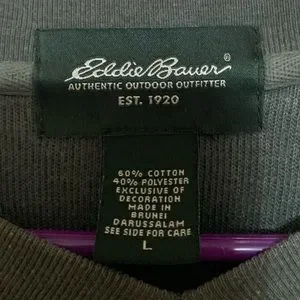 Eddie Bauer®
AUTHENTIC OUTDOOR OUTFITTER
EST. 1920
60% COTTON
40% POLYESTER
EXCLUSIVE OF
DECORATION
MADE IN
BRUNEI
DARUSSALAM
SEE SIDE FOR CARE
L